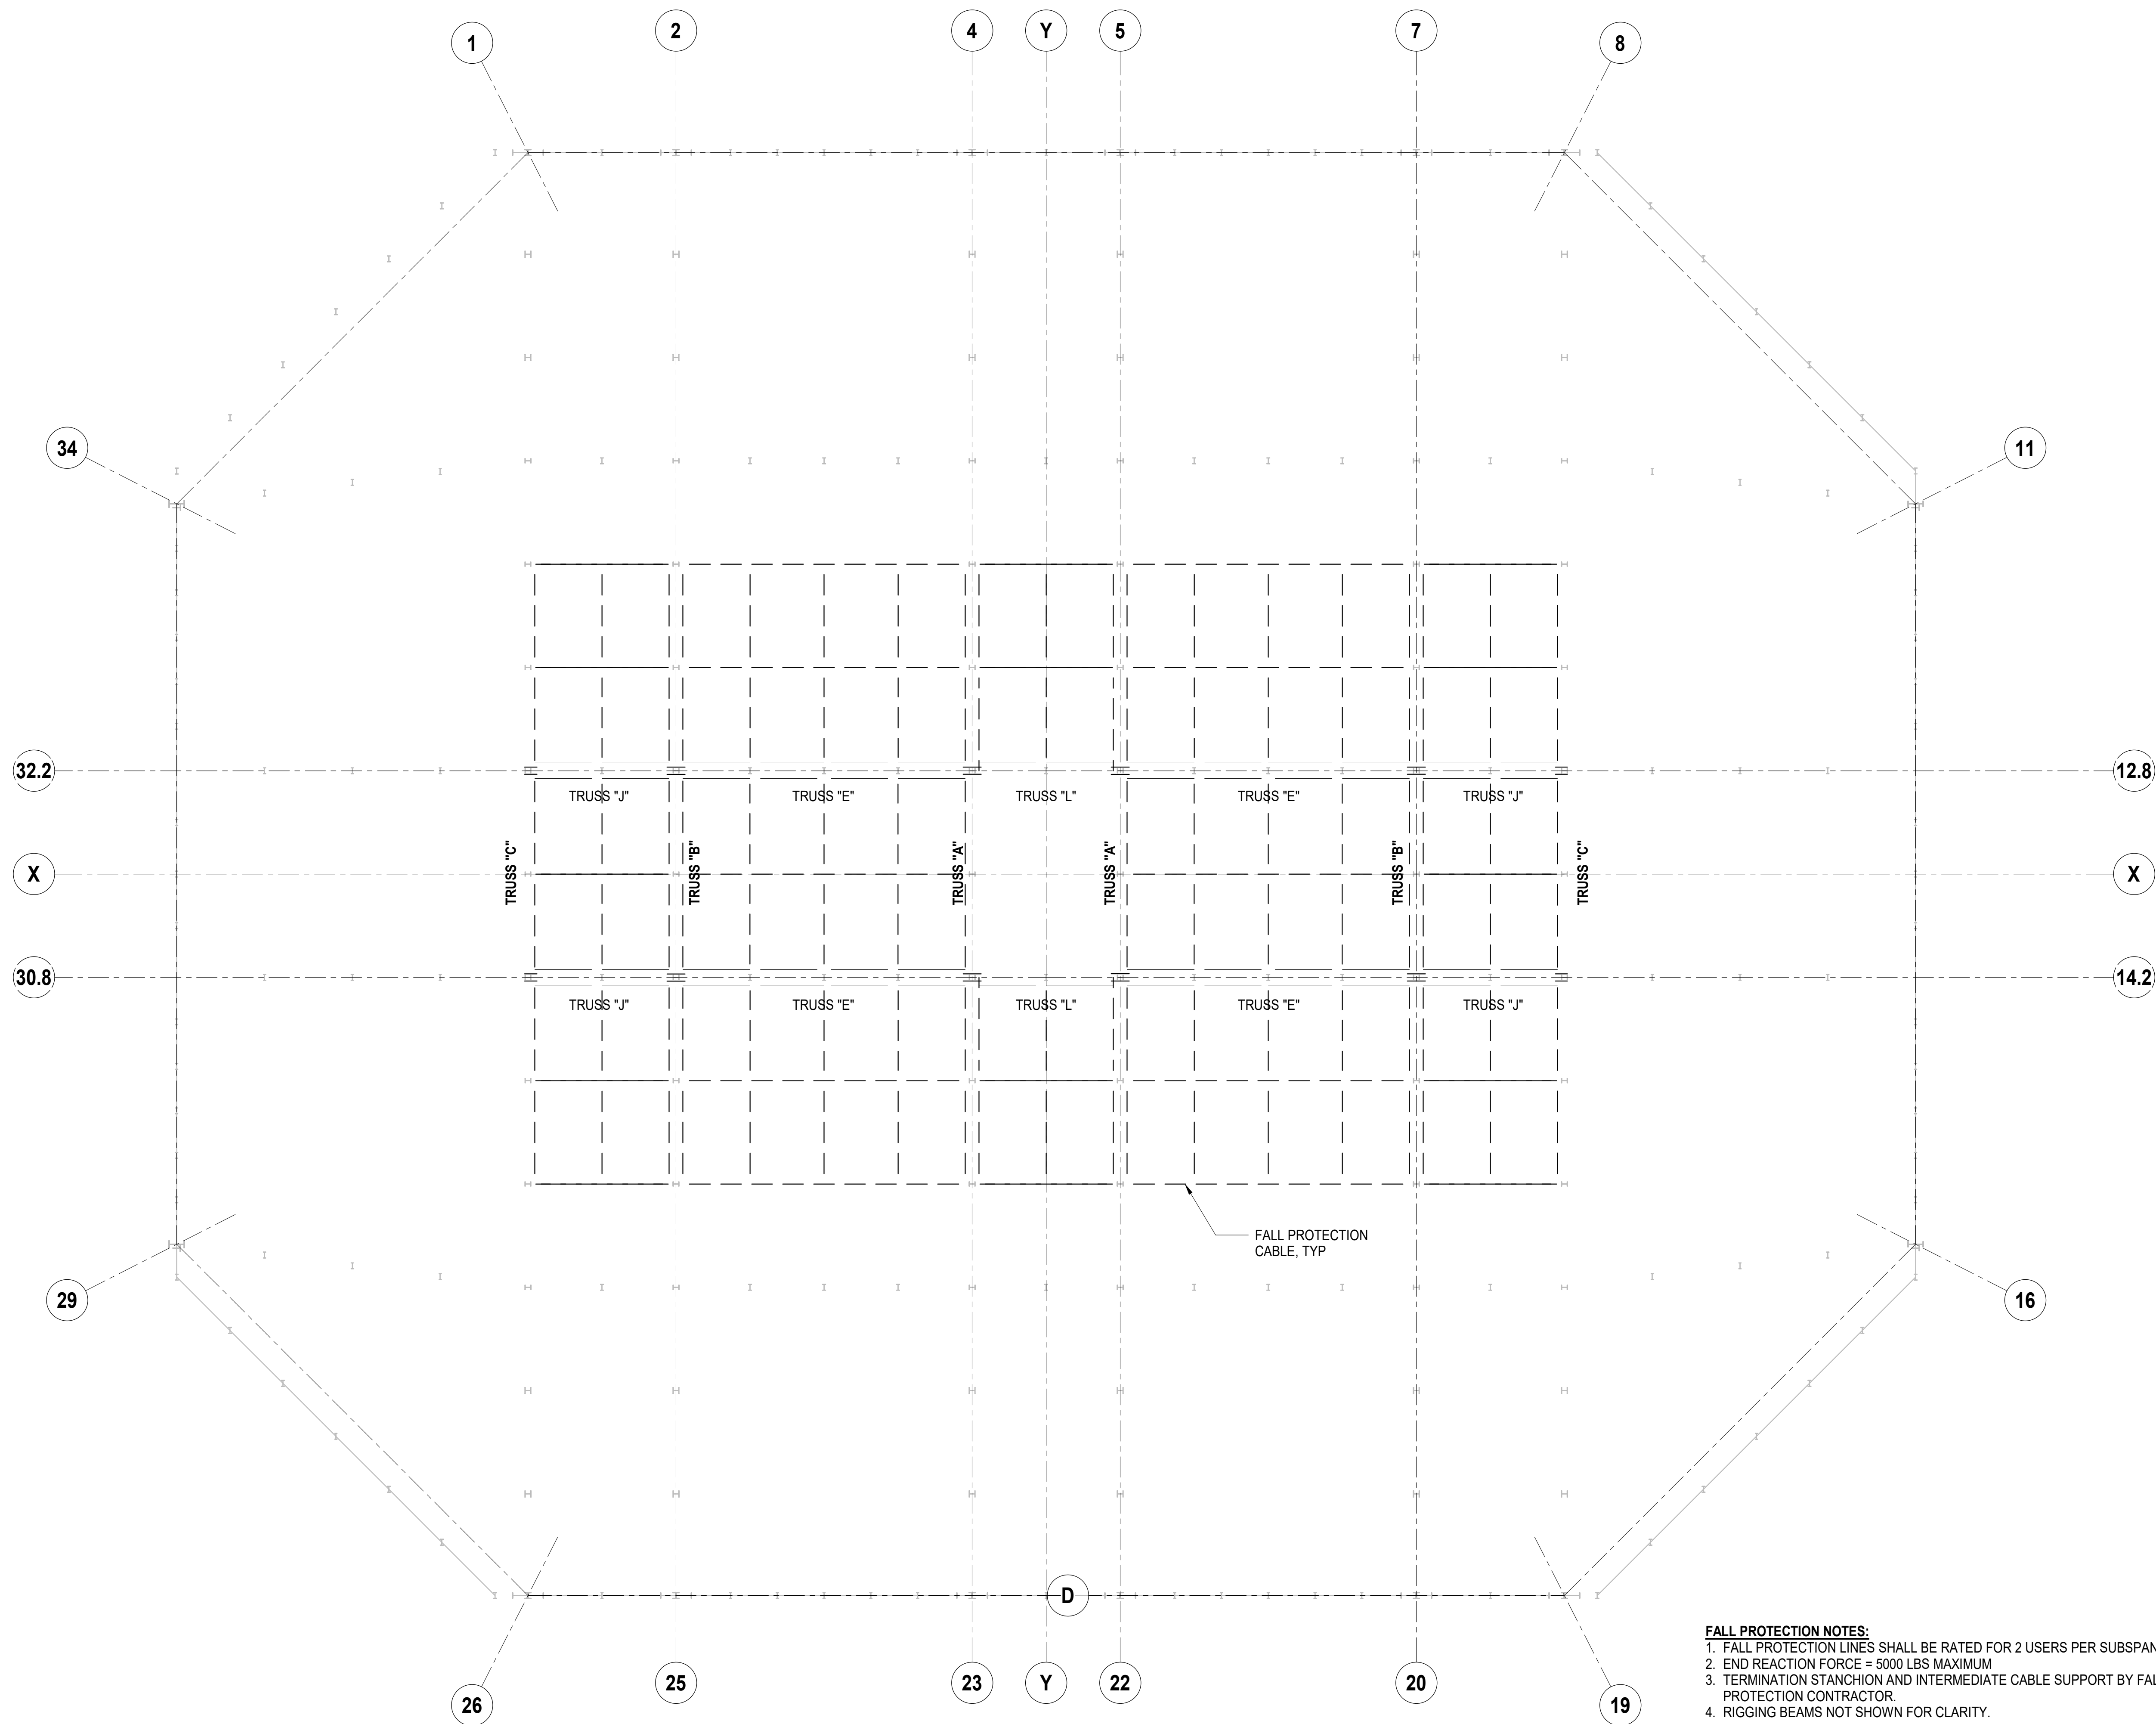 2
4
Y
5
7
1
8
34
11
32.2
12.8
TRUSS "J"
TRUSS "E"
TRUSS "L"
TRUSS "E"
TRUSS "J"
X
TRUSS "C"
TRUSS "B"
TRUSS "A"
TRUSS "A"
TRUSS "B"
TRUSS "C"
X
30.8
14.2
TRUSS "J"
TRUSS "E"
TRUSS "L"
TRUSS "E"
TRUSS "J"
FALL PROTECTION
CABLE, TYP
29
16
D
FALL PROTECTION NOTES:
1. FALL PROTECTION LINES SHALL BE RATED FOR 2 USERS PER SUBSPAN
2. END REACTION FORCE = 5000 LBS MAXIMUM
3. TERMINATION STANCHION AND INTERMEDIATE CABLE SUPPORT BY
PROTECTION CONTRACTOR.
4. RIGGING BEAMS NOT SHOWN FOR CLARITY.
25
23
Y
22
20
26
19